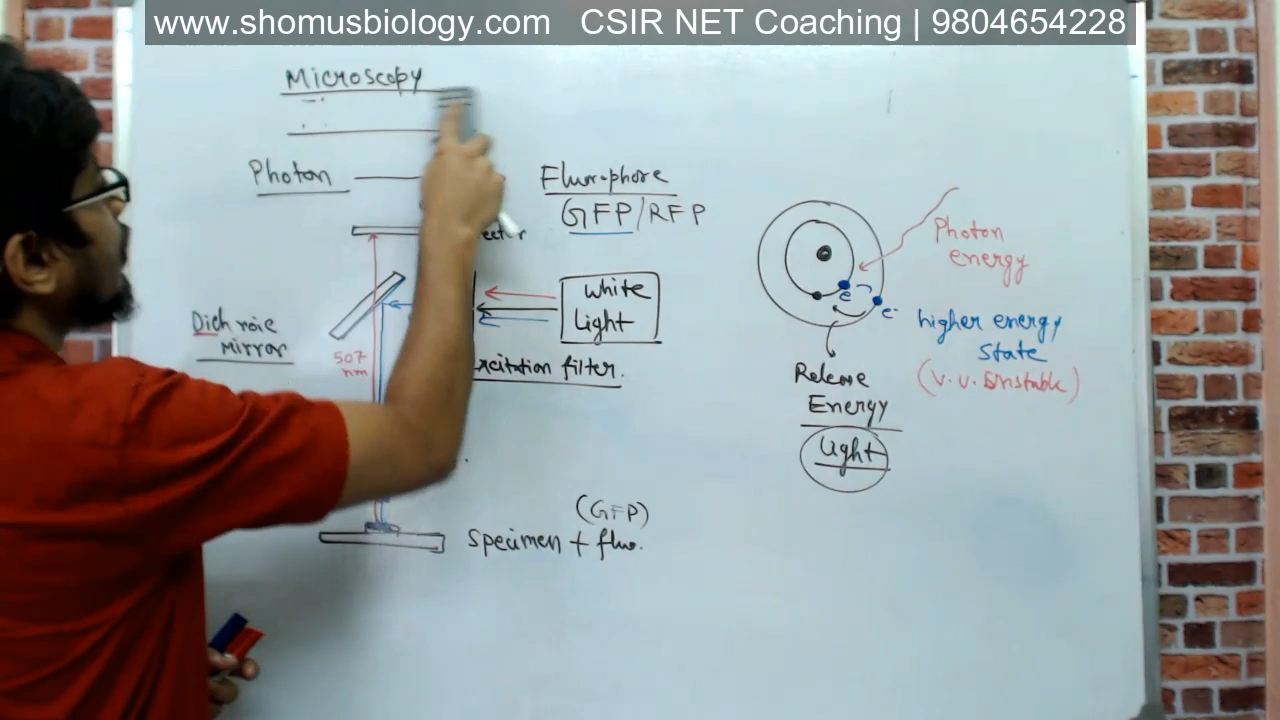 www.shomusbiology.com CSIR NET Coaching | 9804654228
Microscopy
Photon
Fluorophore
GFP/RFP
Photon
energy
White
Light
Dichroic
Mirror
507
nm
xcitation filter.
e-
e-
higher energy
state
(v. v. Unstable)
Release
Energy
Light
(GFP)
Specimen + fluo.